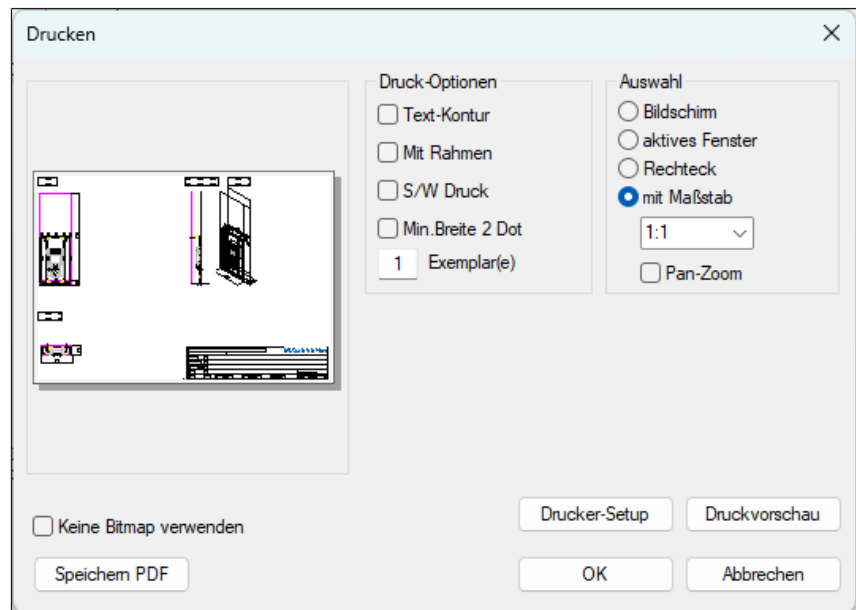 Drucken
Druck-Optionen
Text-Kontur
Mit Rahmen
S/W Druck
Min.Breite 2 Dot
1 Exemplar(e)
Auswahl
Bildschirm
aktives Fenster
Rechteck
mit Maßstab
1:1
Pan-Zoom
Keine Bitmap verwenden
Drucker-Setup
Druckvorschau
Speichern PDF
OK
Abbrechen